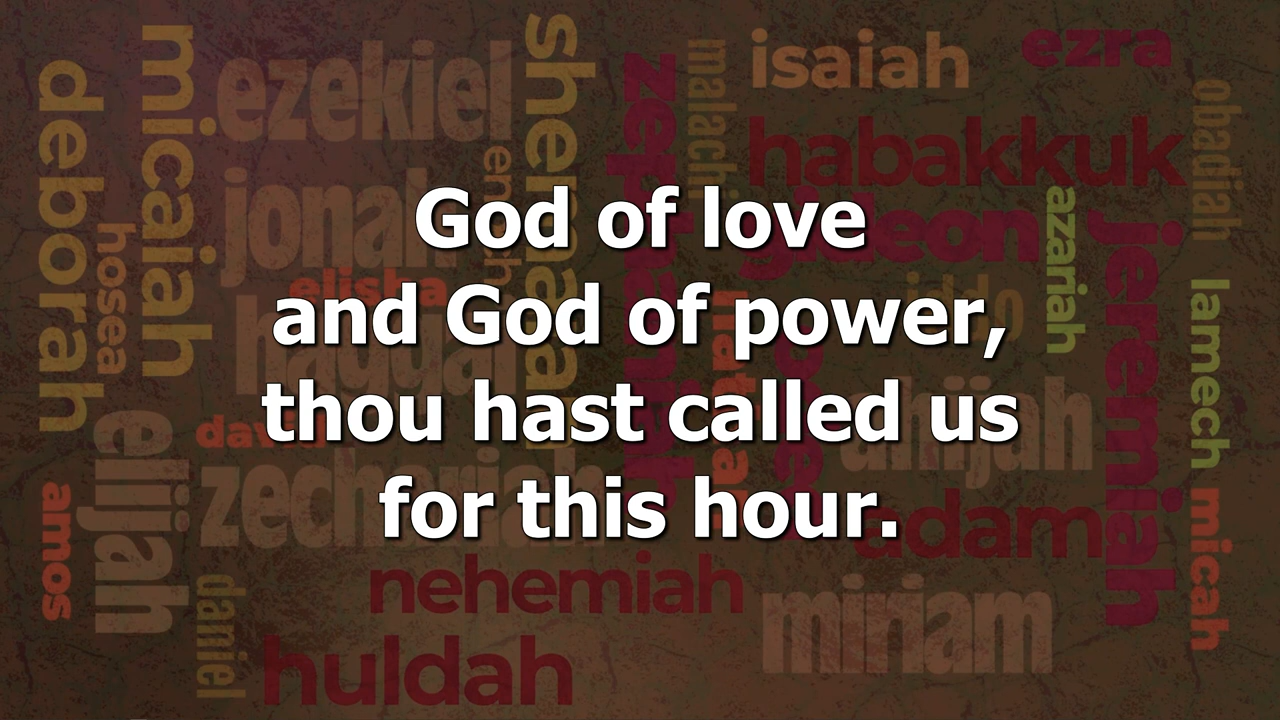 deborah
micaiah
ezekiel
shemaiah
zephaniah
malachi
isaiah
ezra
obadiah
habakkuk
enoch
jonah
hosea
gideon
azariah
jeremiah
God of love
elisha
haggai
iddo
lamech
and God of power,
thou hast called us
david
elijah
zechariah
ahijah
for this hour.
amos
adam
micah
nehemiah
daniel
miriam
huldah